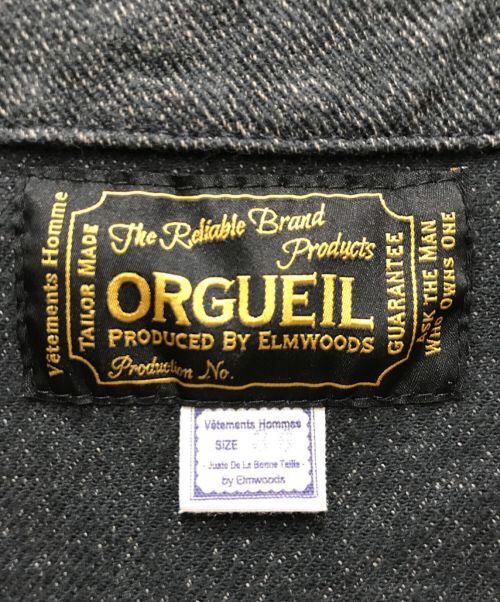 Vêtements Homme
TAILOR MADE
The Reliable Brand
Products
ORGUEIL
PRODUCED BY ELMWOODS
Production No.
GUARANTEE
ASK THE MAN
WHO OWNS ONE
Vêtements Hommes
SIZE
- Juste De La Bonne Taille -
by Elmwoods